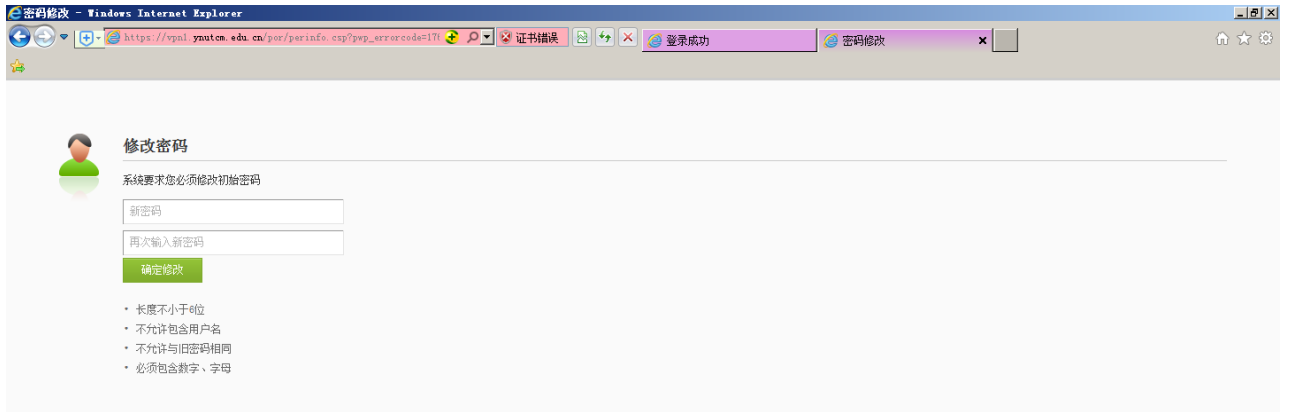 密码修改 - Windows Internet Explorer
https://vpn1.ynutcm.edu.cn/por/perinfo.csp?pwp_errorcode=17 证书错误 登录成功 密码修改
修改密码
系统要求您必须修改初始密码
新密码
再次输入新密码
确定修改
• 长度不小于6位
• 不允许包含用户名
• 不允许与旧密码相同
• 必须包含数字、字母